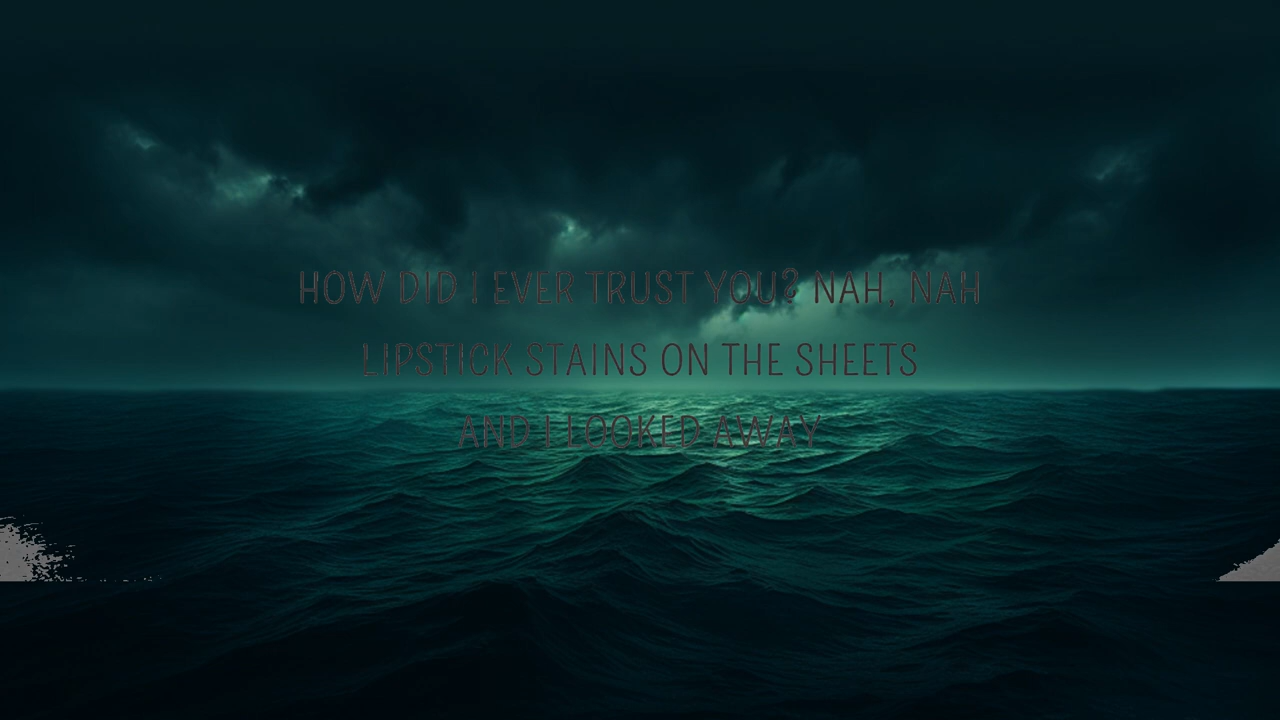 HOW DID I EVER TRUST YOU? NAH, NAH
LIPSTICK STAINS ON THE SHEETS
AND I LOOKED AWAY